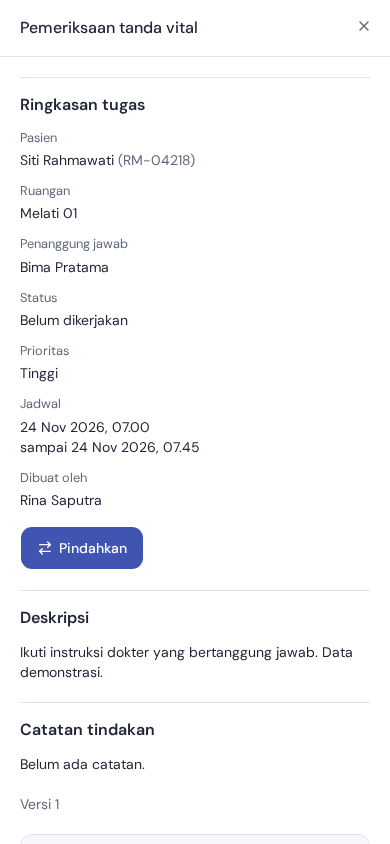 Pemeriksaan tanda vital
Ringkasan tugas
Pasien
Siti Rahmawati (RM-04218)
Ruangan
Melati 01
Penanggung jawab
Bima Pratama
Status
Belum dikerjakan
Prioritas
Tinggi
Jadwal
24 Nov 2026, 07.00
sampai 24 Nov 2026, 07.45
Dibuat oleh
Rina Saputra
Pindahkan
Deskripsi
Ikuti instruksi dokter yang bertanggung jawab. Data
demonstrasi.
Catatan tindakan
Belum ada catatan.
Versi 1